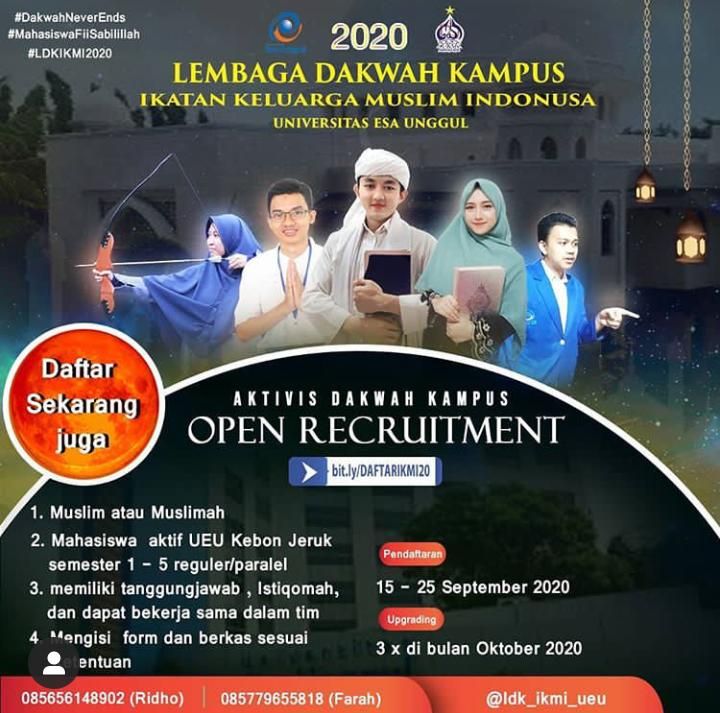 #DakwahNeverEnds
#MahasiswaFiiSabilillah
#LDKIKMI2020
2020
LEMBAGA DAKWAH KAMPUS
IKATAN KELUARGA MUSLIM INDONUSA
UNIVERSITAS ESA UNGGUL
Daftar
Sekarang
juga
AKTIVIS DAKWAH KAMPUS
OPEN RECRUITMENT
bit.ly/DAFTARIKMI20
1. Muslim atau Muslimah
2. Mahasiswa aktif UEU Kebon Jeruk
semester 1 - 5 reguler/paralel
3. memiliki tanggungjawab , Istiqomah,
dan dapat bekerja sama dalam tim
4. Mengisi form dan berkas sesuai
Pendaftaran
15 - 25 September 2020
Upgrading
3 x di bulan Oktober 2020
085656148902 (Ridho)
085779655818 (Farah)
@ldk_ikmi_ueu